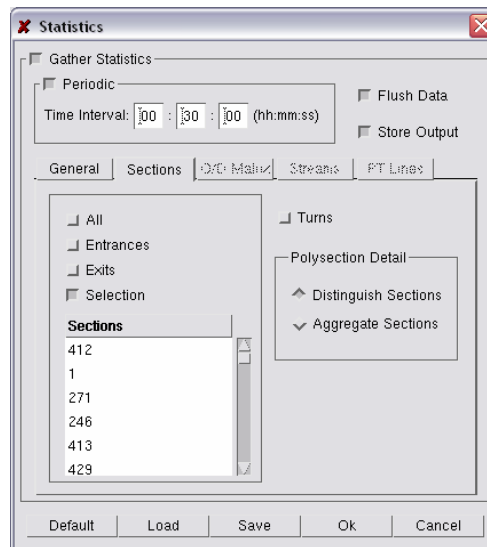 Statistics
Gather Statistics
Periodic
Time Interval: 00 : 30 : 00 (hh:mm:ss)
Flush Data
Store Output
General Sections O/D Matrix Streams PT Lines
All
Entrances
Exits
Selection
Turns
Polysection Detail
Distinguish Sections
Aggregate Sections
Sections
412
1
271
246
413
429
Default Load Save Ok Cancel